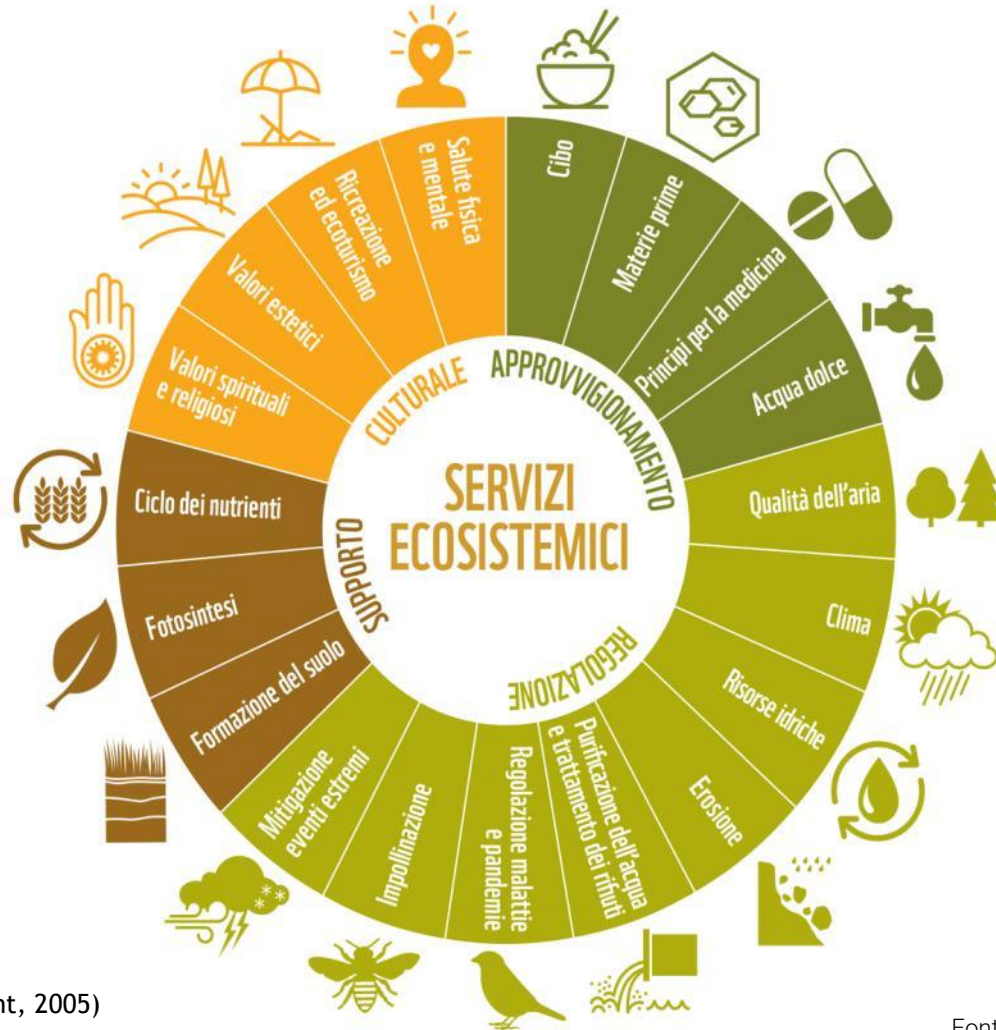 SERVIZI
ECOSISTEMICI
APPROVVIGIONAMENTO
Cibo
Materie prime
Principi per la medicina
Acqua dolce
REGOLAZIONE
Qualità dell'aria
Clima
Risorse idriche
Erosione
Purificazione dell'acqua
e trattamento dei rifiuti
Regolazione malattie
e pandemie
Impollinazione
Mitigazione
eventi estremi
SUPPORTO
Formazione del suolo
Fotosintesi
Ciclo dei nutrienti
CULTURALE
Valori spirituali
e religiosi
Valori estetici
Ricreazione
ed ecoturismo
Salute fisica
e mentale
nt, 2005)
Font